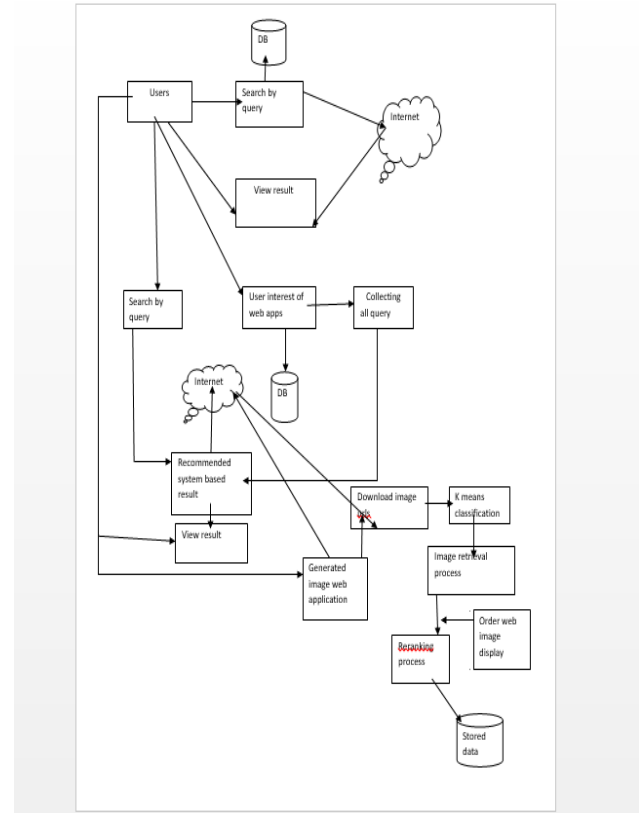 DB
Users
Search by
query
Internet
View result
Search by
query
User interest of
web apps
Collecting
all query
Internet
DB
Recommended
system based
result
Download image
urls
K means
classification
View result
Image retrieval
process
Generated
image web
application
Order web
image
display
Reranking
process
Stored
data